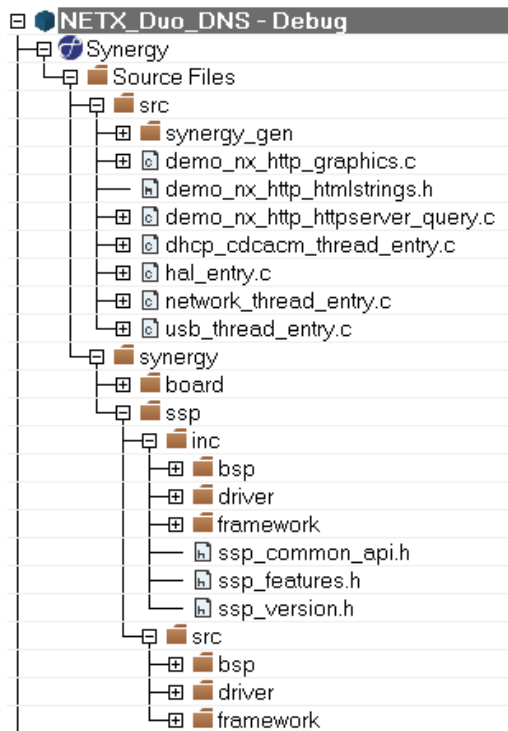 NETX_Duo_DNS - Debug
Synergy
Source Files
src
synergy_gen
demo_nx_http_graphics.c
demo_nx_http_htmlstrings.h
demo_nx_http_httpserver_query.c
dhcp_cdcacm_thread_entry.c
hal_entry.c
network_thread_entry.c
usb_thread_entry.c
synergy
board
ssp
inc
bsp
driver
framework
ssp_common_api.h
ssp_features.h
ssp_version.h
src
bsp
driver
framework